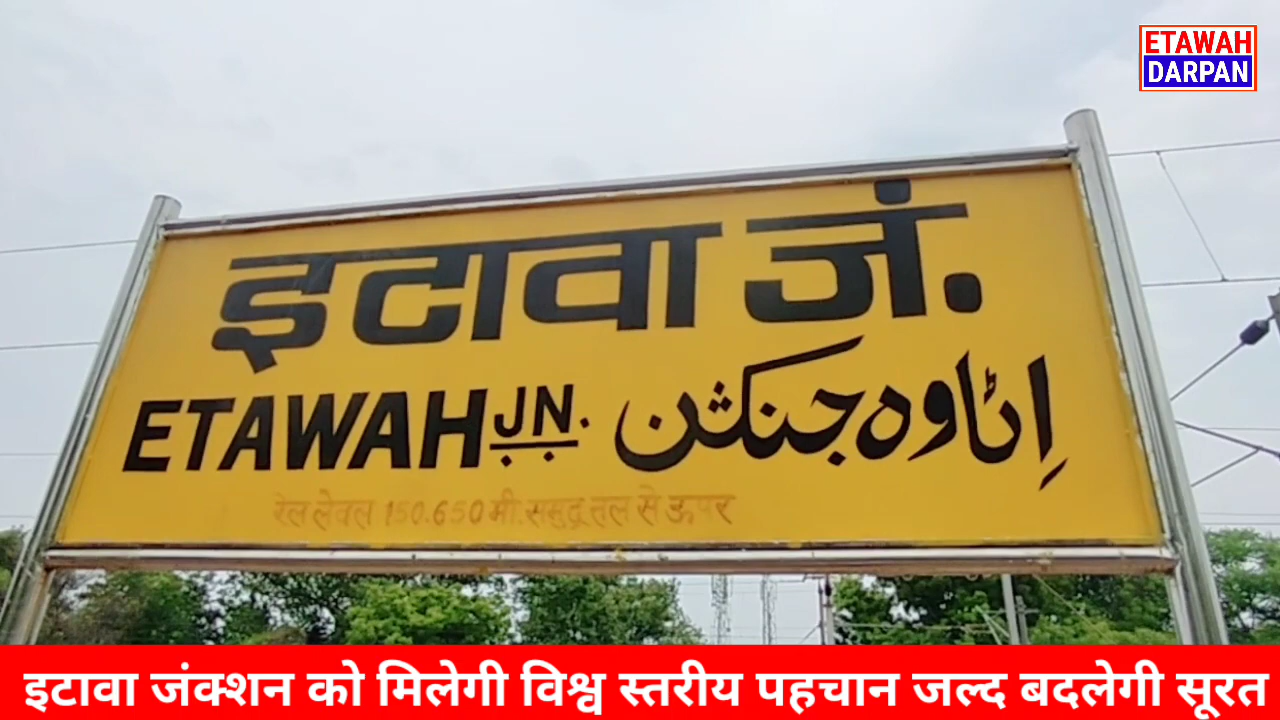 ETAWAH
DARPAN
इटावा जं.
ETAWAH JN. اِٹاوہ جنکشن
रेल लेवल 150.650 मी. समुद्र तल से ऊपर
इटावा जंक्शन को मिलेगी विश्व स्तरीय पहचान जल्द बदलेगी सूरत